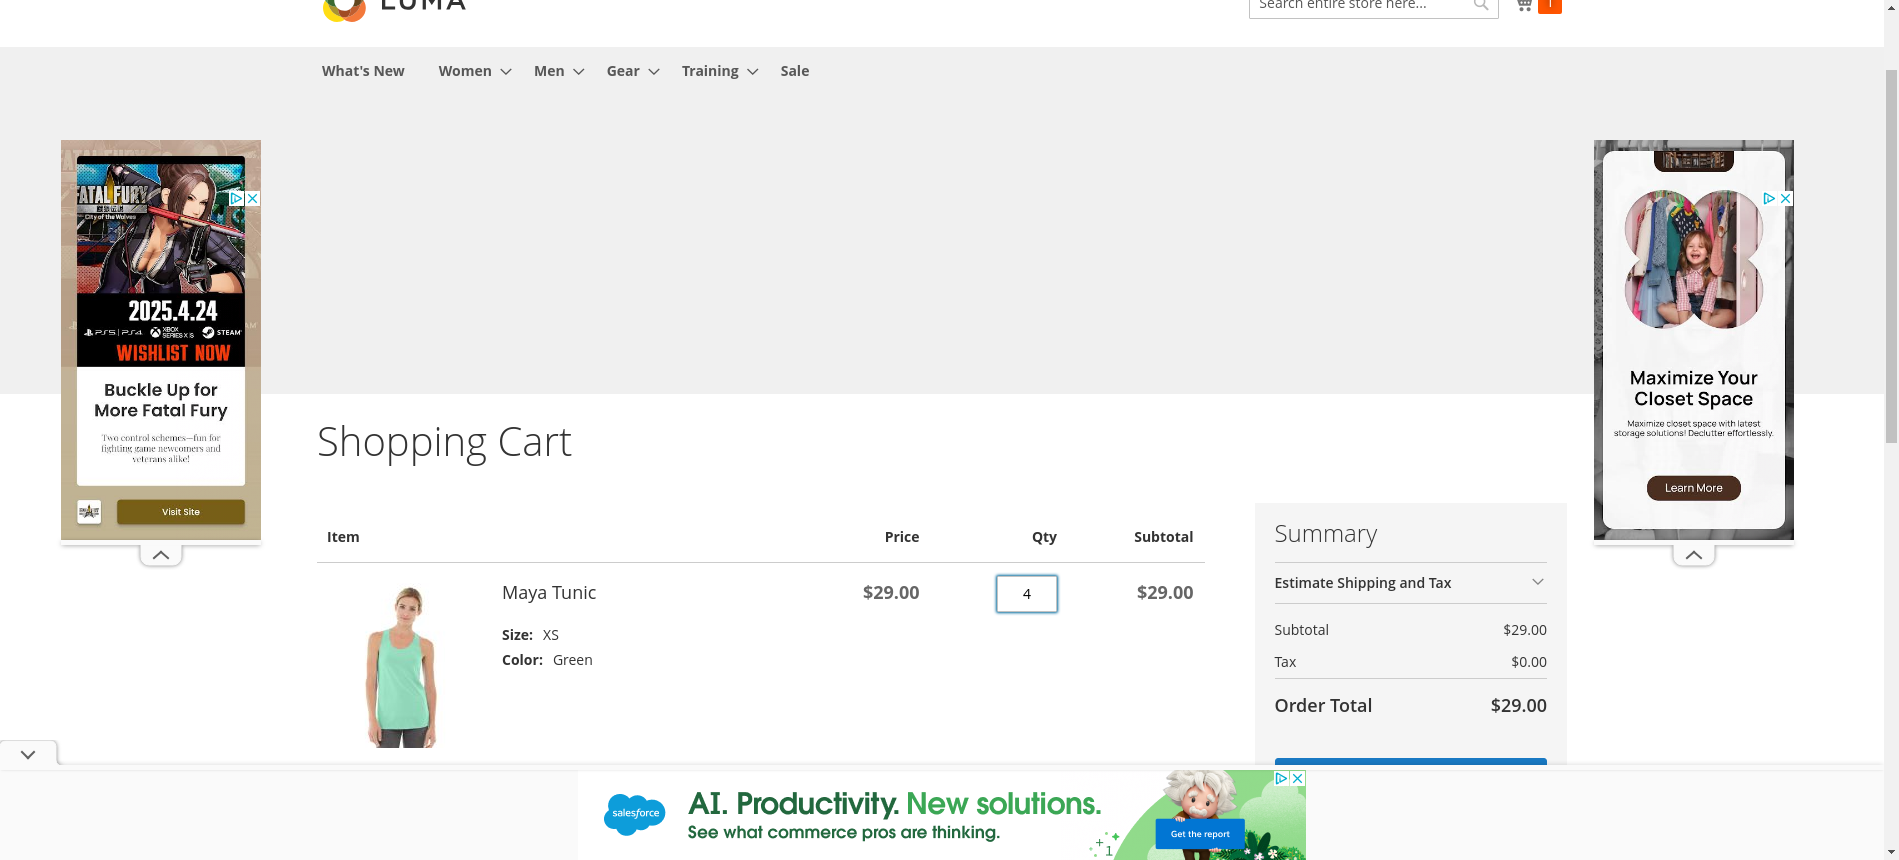 LUMA
Search entire store here...
1
What's New
Women
Men
Gear
Training
Sale
FATAL FURY
City of the Wolves
2025.4.24
PS5 | PS4
XBOX SERIES X|S
STEAM
WISHLIST NOW
Buckle Up for
More Fatal Fury
Two control schemes—fun for
fighting game newcomers and
veterans alike!
Visit Site
Maximize Your
Closet Space
Maximize closet space with latest
storage solutions! Declutter effortlessly.
Learn More
Shopping Cart
Item
Price
Qty
Subtotal
Maya Tunic
$29.00
4
$29.00
Size: XS
Color: Green
Summary
Estimate Shipping and Tax
Subtotal
$29.00
Tax
$0.00
Order Total
$29.00
salesforce
AI. Productivity. New solutions.
See what commerce pros are thinking.
+1
Get the report